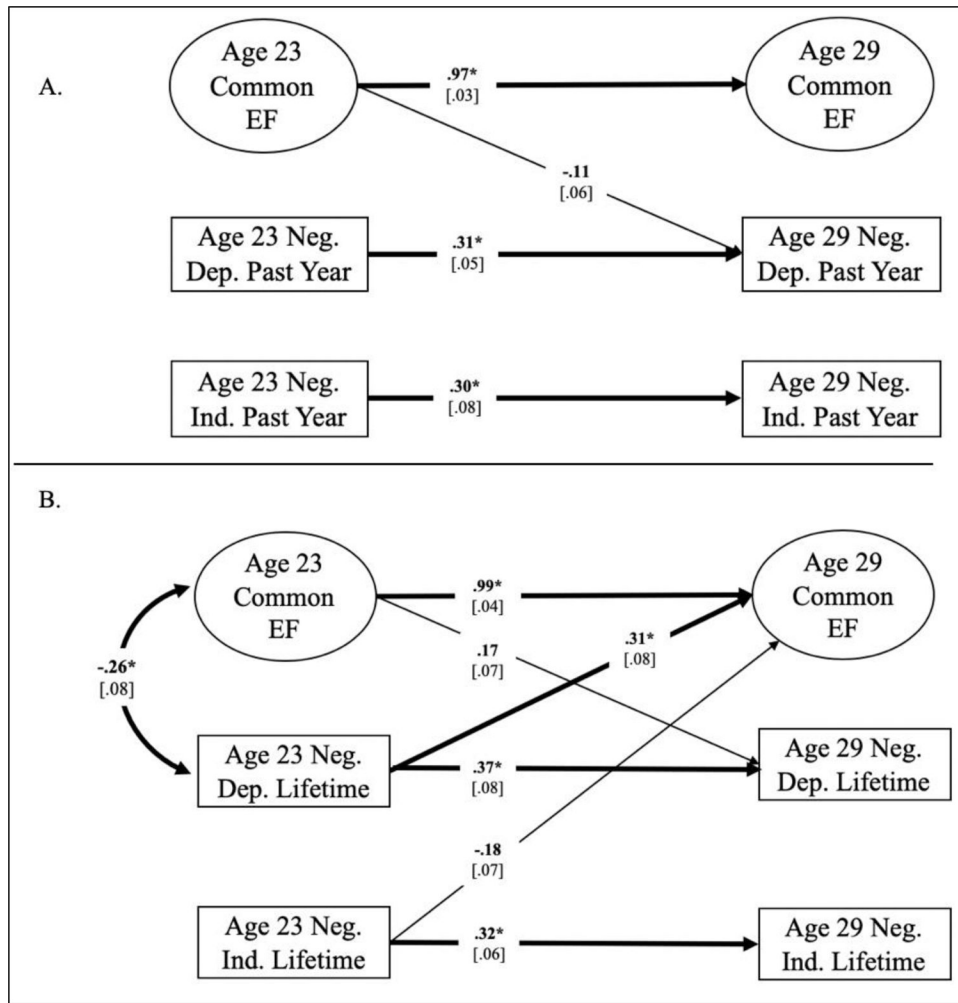 A.
Age 23
Common
EF
.97*
[.03]
Age 29
Common
EF
-.11
[.06]
Age 23 Neg.
Dep. Past Year
.31*
[.05]
Age 29 Neg.
Dep. Past Year
Age 23 Neg.
Ind. Past Year
.30*
[.08]
Age 29 Neg.
Ind. Past Year
B.
Age 23
Common
EF
.99*
[.04]
Age 29
Common
EF
-.26*
[.08]
.17
[.07]
.31*
[.08]
Age 23 Neg.
Dep. Lifetime
.37*
[.08]
Age 29 Neg.
Dep. Lifetime
-.18
[.07]
Age 23 Neg.
Ind. Lifetime
.32*
[.06]
Age 29 Neg.
Ind. Lifetime